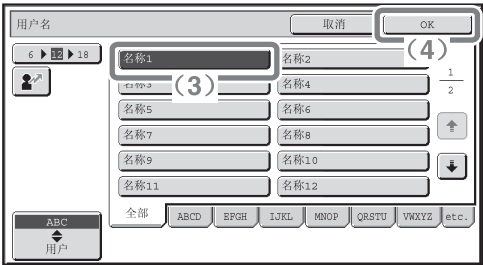 用户名
取消
OK
(4)
6 12 18
名称1
名称2
1
2
(3)
名称3
名称4
名称5
名称6
名称7
名称8
名称9
名称10
名称11
名称12
全部
ABCD
EFGH
IJKL
MNOP
QRSTU
VWXYZ
etc.
ABC
用户